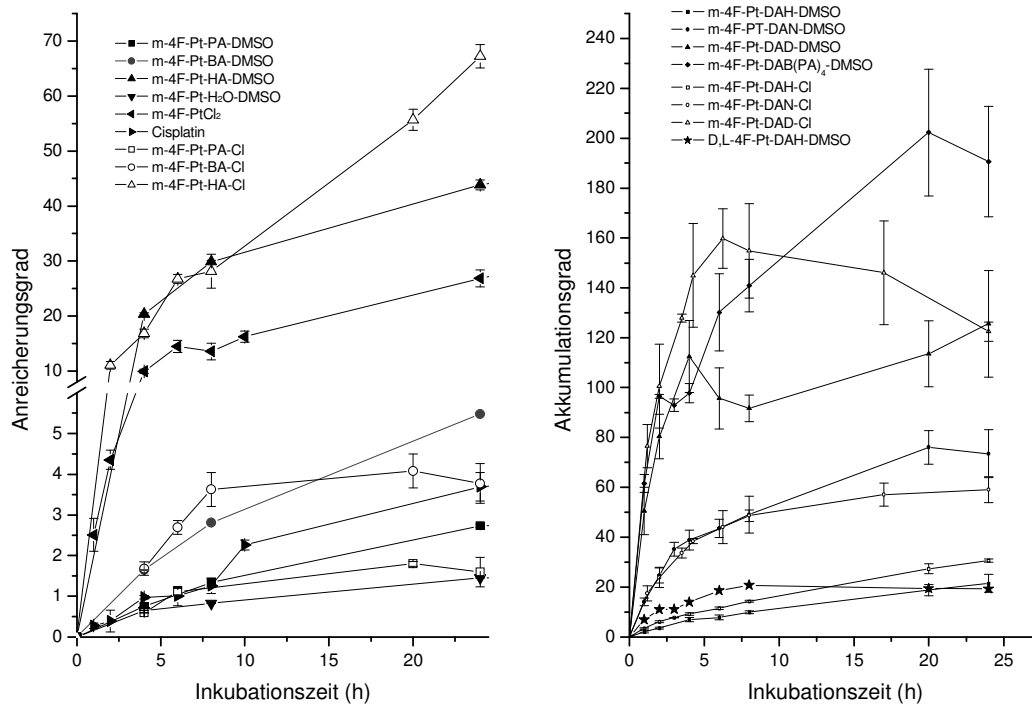 m-4F-Pt-PA-DMSO
m-4F-Pt-BA-DMSO
m-4F-Pt-HA-DMSO
m-4F-Pt-H₂O-DMSO
m-4F-PtCl₂
Cisplatin
m-4F-Pt-PA-Cl
m-4F-Pt-BA-Cl
m-4F-Pt-HA-Cl
70
60
50
40
30
20
10
5
4
3
2
1
0
Anreicherungsgrad
0
5
10
15
20
Inkubationszeit (h)
m-4F-Pt-DAH-DMSO
m-4F-PT-DAN-DMSO
m-4F-Pt-DAD-DMSO
m-4F-Pt-DAB(PA)₄-DMSO
m-4F-Pt-DAH-Cl
m-4F-Pt-DAN-Cl
m-4F-Pt-DAD-Cl
D,L-4F-Pt-DAH-DMSO
240
220
200
180
160
140
120
100
80
60
40
20
0
Akkumulationsgrad
0
5
10
15
20
25
Inkubationszeit (h)